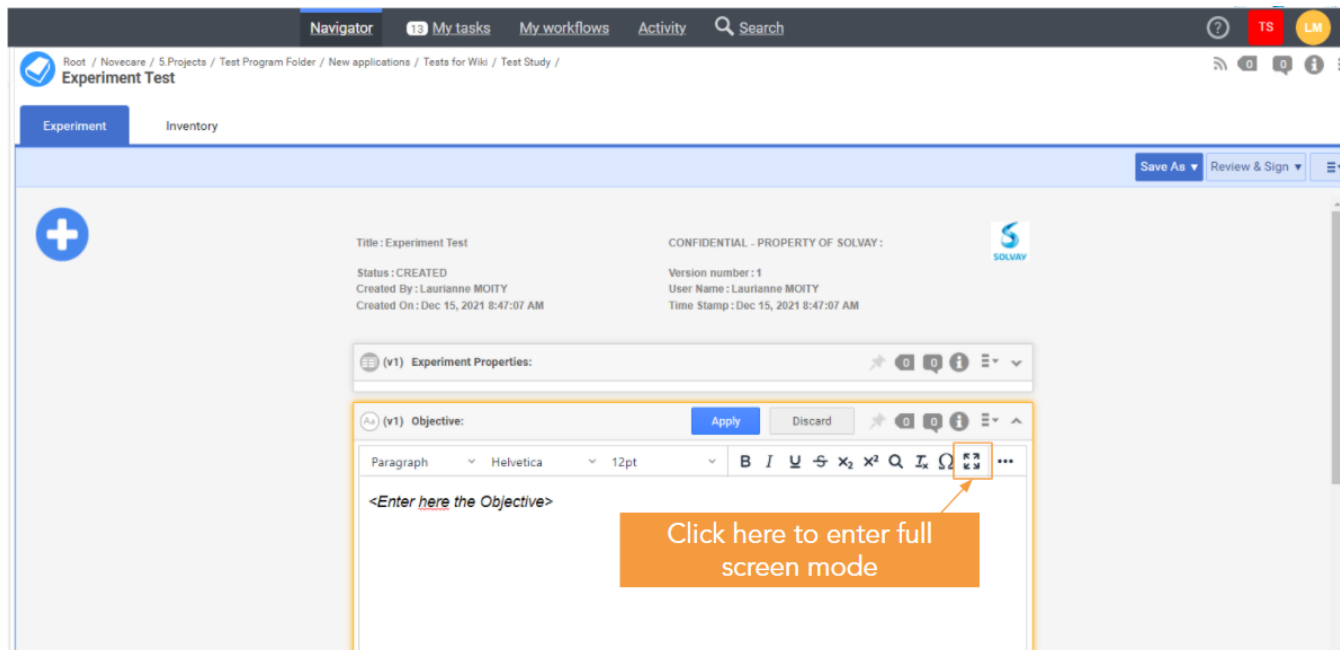 Navigator 13 My tasks My workflows Activity Search ? TS LM
Root / Novecare / 5.Projects / Test Program Folder / New applications / Tests for Wiki / Test Study /
Experiment Test
0 0 i
Experiment Inventory
Save As Review & Sign
Title : Experiment Test CONFIDENTIAL - PROPERTY OF SOLVAY :
SOLVAY
Status : CREATED Version number : 1
Created By : Laurianne MOITY User Name : Laurianne MOITY
Created On : Dec 15, 2021 8:47:07 AM Time Stamp : Dec 15, 2021 8:47:07 AM
(v1) Experiment Properties: 0 0 i
Aa (v1) Objective: Apply Discard 0 0 i
Paragraph Helvetica 12pt B I U S x₂ x² Tx Ω ...
<Enter here the Objective>
Click here to enter full
screen mode